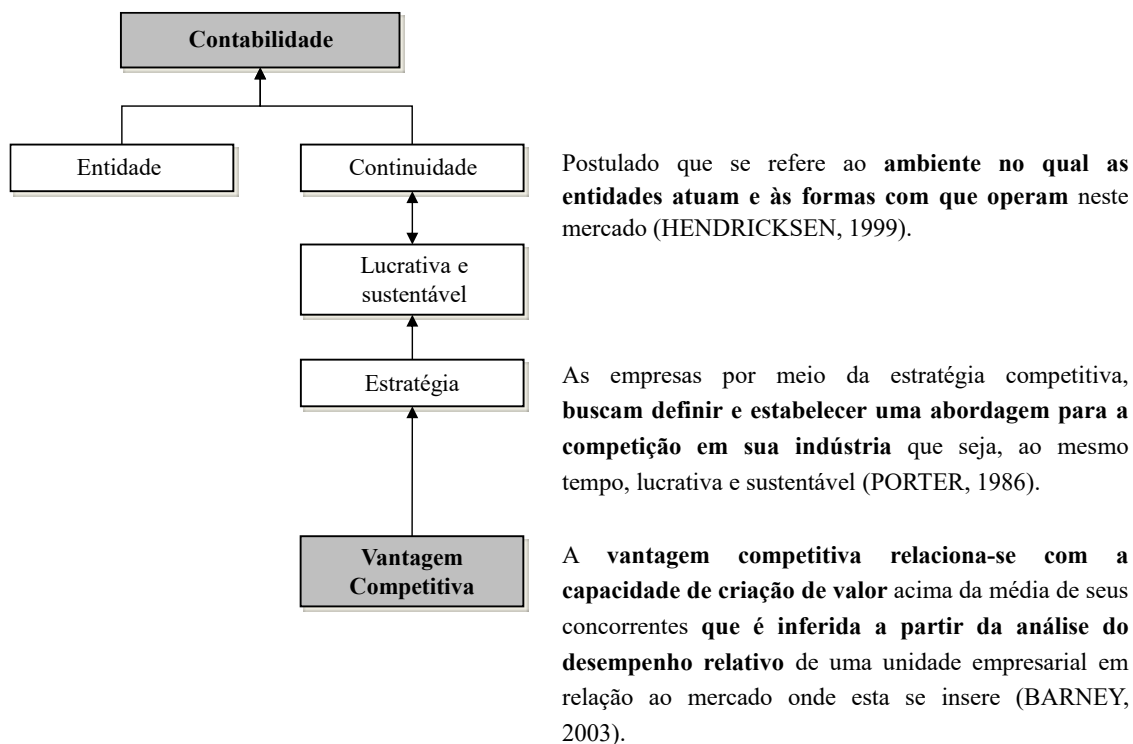 Contabilidade
Entidade
Continuidade
Postulado que se refere ao ambiente no qual as
entidades atuam e às formas com que operam neste
mercado (HENDRICKSEN, 1999).
Lucrativa e
sustentável
Estratégia
As empresas por meio da estratégia competitiva,
buscam definir e estabelecer uma abordagem para a
competição em sua indústria que seja, ao mesmo
tempo, lucrativa e sustentável (PORTER, 1986).
Vantagem
Competitiva
A vantagem competitiva relaciona-se com a
capacidade de criação de valor acima da média de seus
concorrentes que é inferida a partir da análise do
desempenho relativo de uma unidade empresarial em
relação ao mercado onde esta se insere (BARNEY,
2003).